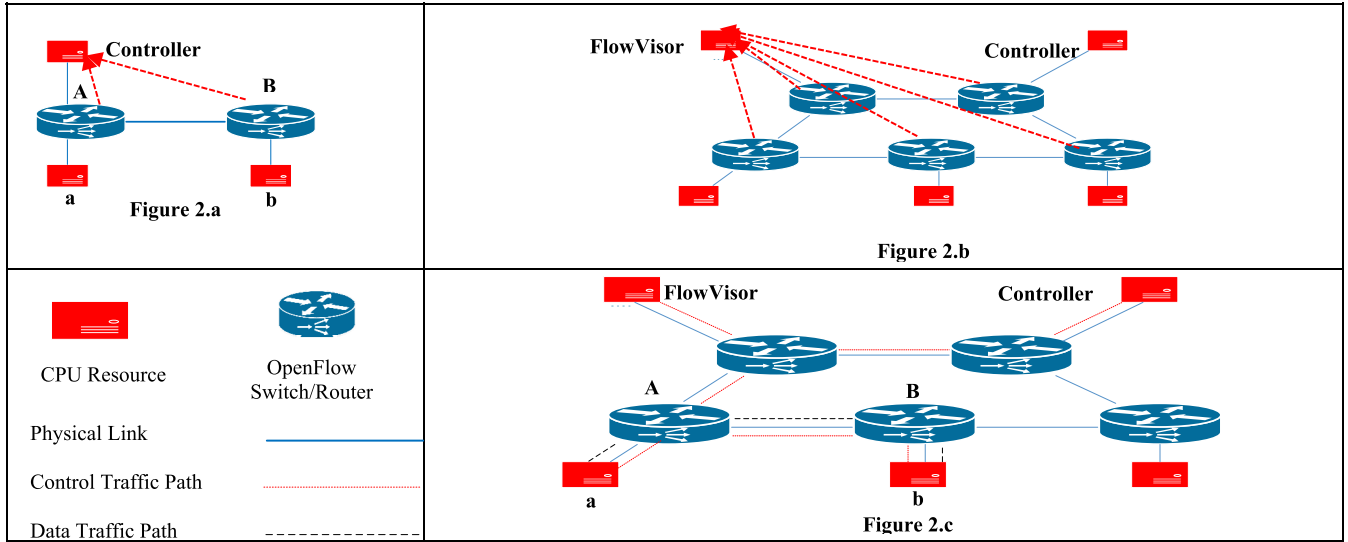 Controller
A
B
a
b
Figure 2.a
FlowVisor
Controller
Figure 2.b
CPU Resource
OpenFlow
Switch/Router
Physical Link
Control Traffic Path
Data Traffic Path
FlowVisor
Controller
A
B
a
b
Figure 2.c